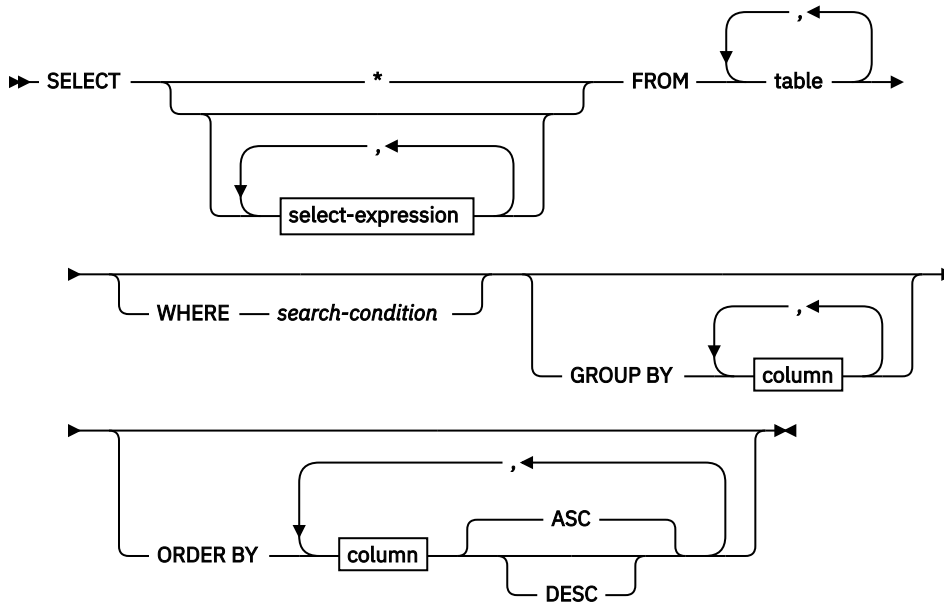 ,
SELECT * FROM table
,
select-expression
WHERE search-condition
,
GROUP BY column
,
ASC
ORDER BY column
DESC